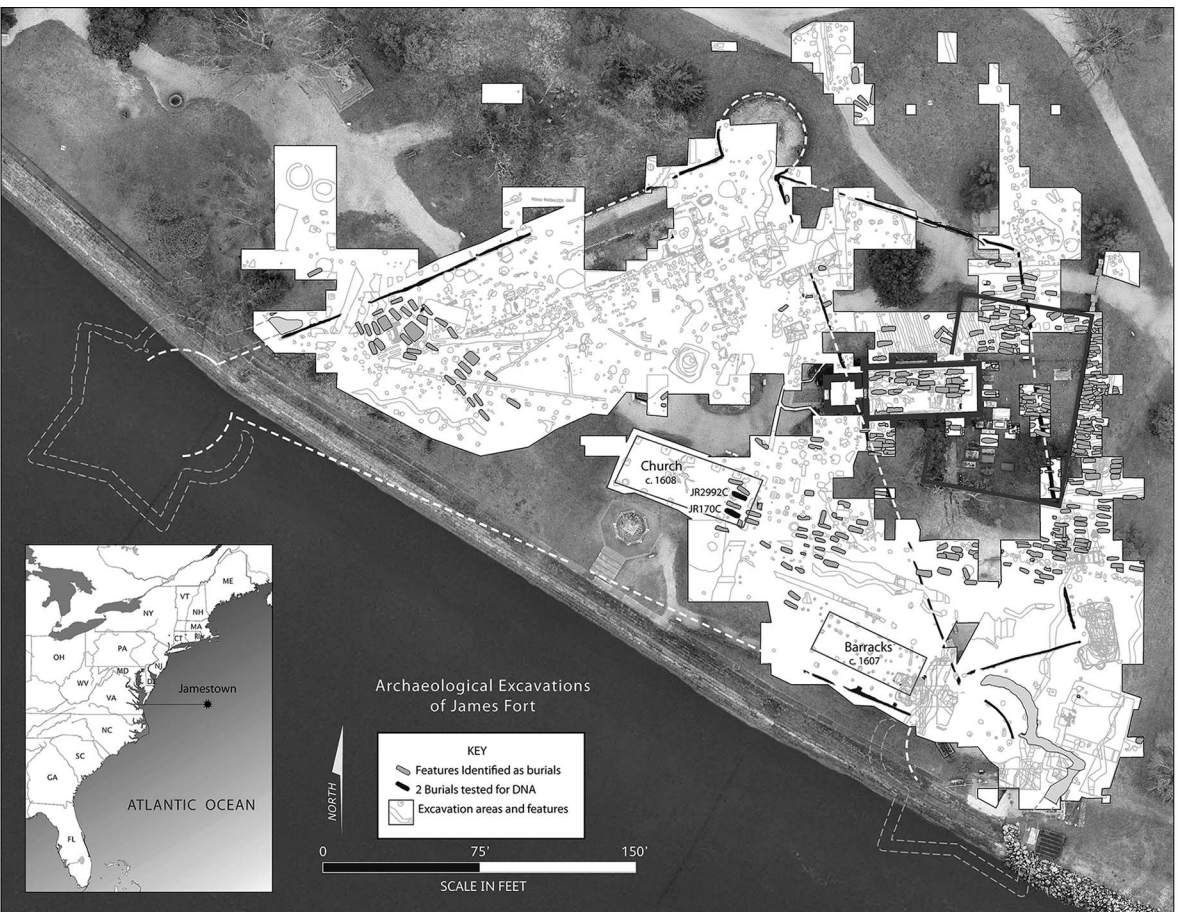 Church
c. 1608
JR2992C
JR170C
Barracks
c. 1607
ME
VT
NH
NY
MA
CT
RI
PA
NJ
OH
MD
D
WV
VA
Jamestown
NC
SC
GA
ATLANTIC OCEAN
FL
Archaeological Excavations
of James Fort
NORTH
KEY
Features Identified as burials
2 Burials tested for DNA
Excavation areas and features
0 75' 150'
SCALE IN FEET